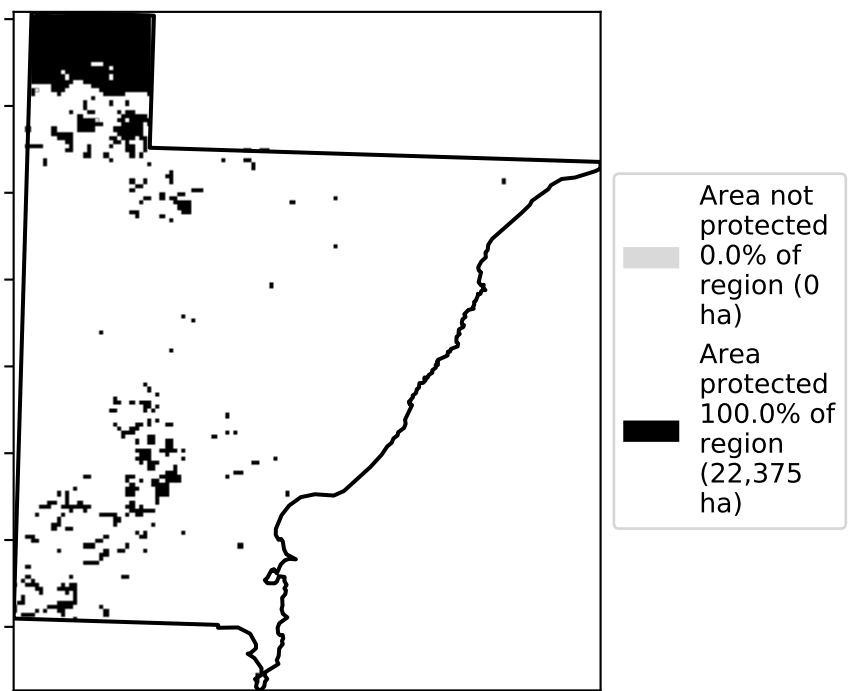 Area not
protected
0.0% of
region (0
ha)
Area
protected
100.0% of
region
(22,375
ha)